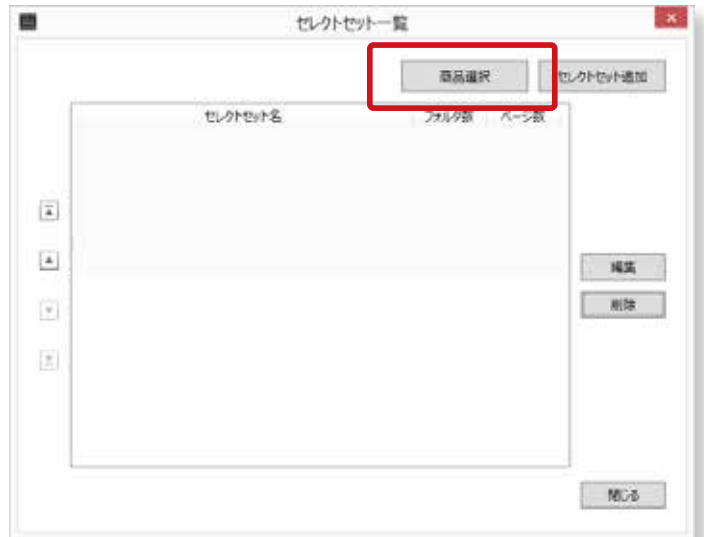 セレクトセット一覧
商品選択
セレクトセット追加
セレクトセット名 フォルダ数 ページ数
編集
削除
閉じる